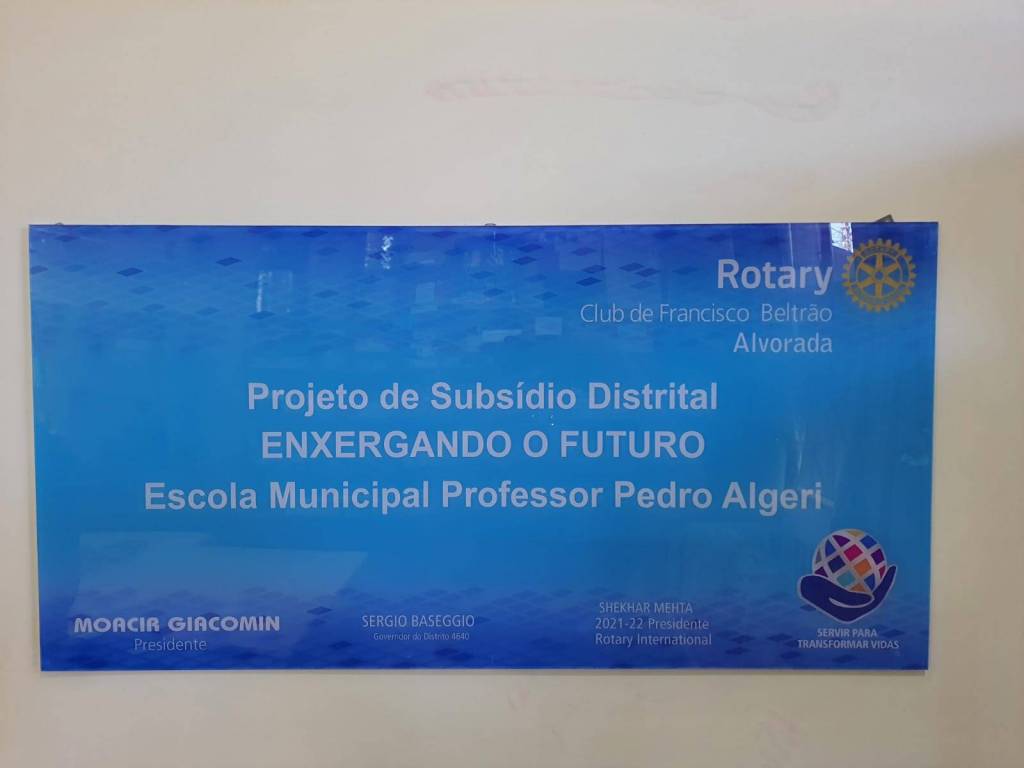 Rotary
Club de Francisco Beltrão
Alvorada
Projeto de Subsídio Distrital
ENXERGANDO O FUTURO
Escola Municipal Professor Pedro Algeri
MOACIR GIACOMIN
Presidente
SERGIO BASEGGIO
Governdor do Distrito 4640
SHEKHAR MEHTA
2021-22 Presidente
Rotary International
SERVIR PARA
TRANSFORMAR VIDAS